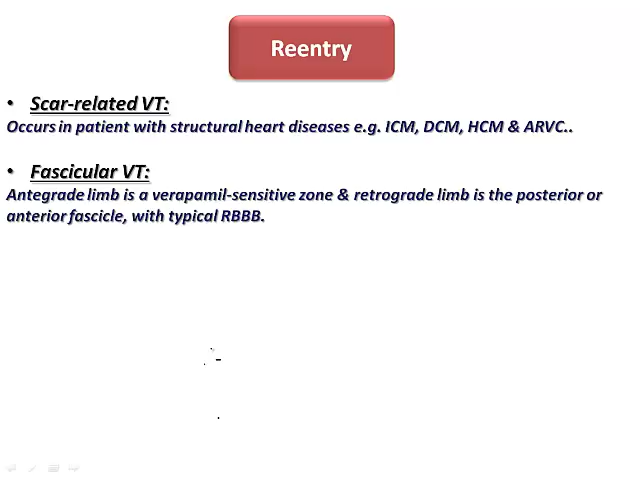 Reentry
• Scar-related VT:
Occurs in patient with structural heart diseases e.g. ICM, DCM, HCM & ARVC..
• Fascicular VT:
Antegrade limb is a verapamil-sensitive zone & retrograde limb is the posterior or
anterior fascicle, with typical RBBB.